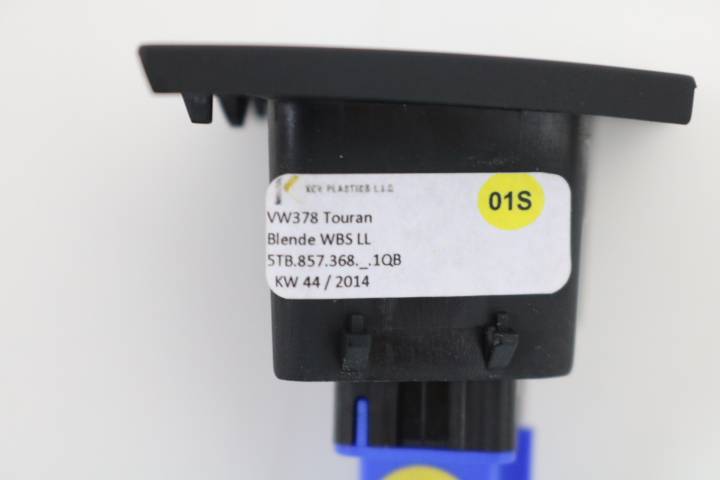 KEY PLASTICS L.L.C
01S
VW378 Touran
Blende WBS LL
5TB.857.368._.1QB
KW 44 / 2014